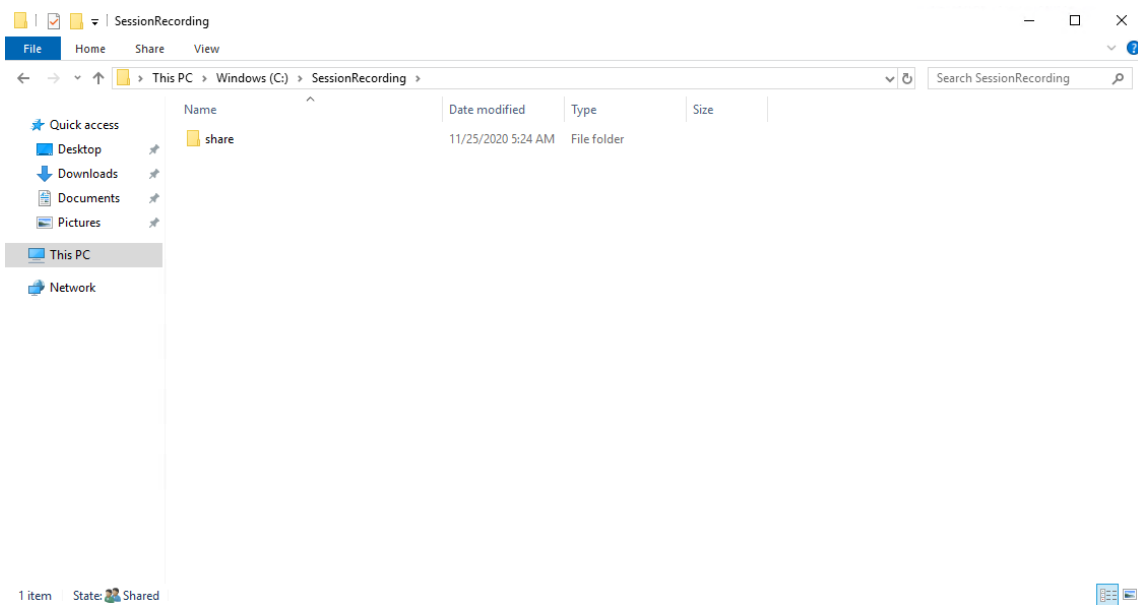 SessionRecording
File Home Share View
?
This PC Windows (C:) SessionRecording Search SessionRecording
Name Date modified Type Size
Quick access
share 11/25/2020 5:24 AM File folder
Desktop
Downloads
Documents
Pictures
This PC
Network
1 item State: Shared